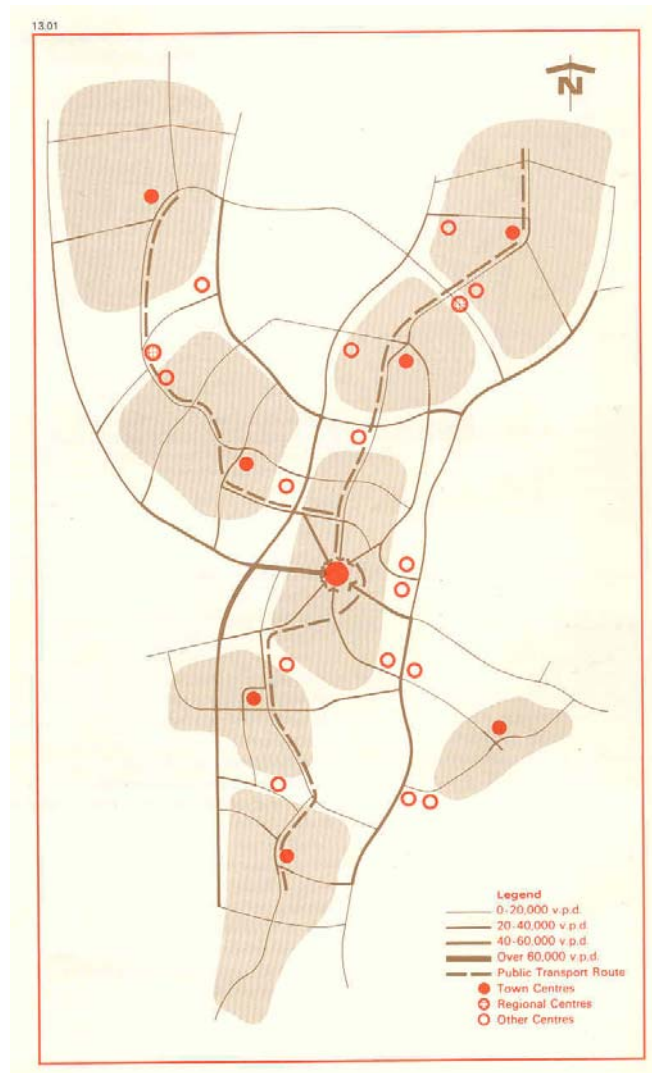 13.01
N
Legend
0-20,000 v.p.d.
20-40,000 v.p.d.
40-60,000 v.p.d.
Over 60,000 v.p.d.
Public Transport Route
Town Centres
Regional Centres
Other Centres